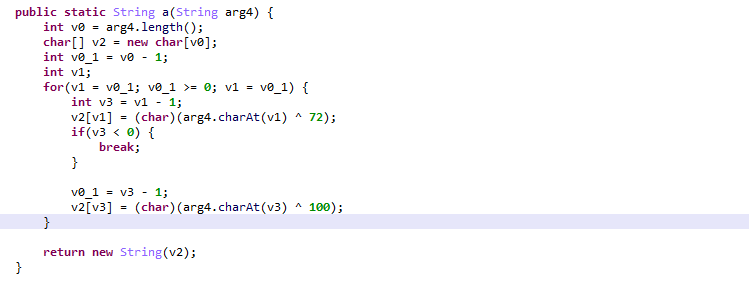 public static String a(String arg4) {
    int v0 = arg4.length();
    char[] v2 = new char[v0];
    int v0_1 = v0 - 1;
    int v1;
    for(v1 = v0_1; v0_1 >= 0; v1 = v0_1) {
        int v3 = v1 - 1;
        v2[v1] = (char)(arg4.charAt(v1) ^ 72);
        if(v3 < 0) {
            break;
        }

        v0_1 = v3 - 1;
        v2[v3] = (char)(arg4.charAt(v3) ^ 100);
    }

    return new String(v2);
}